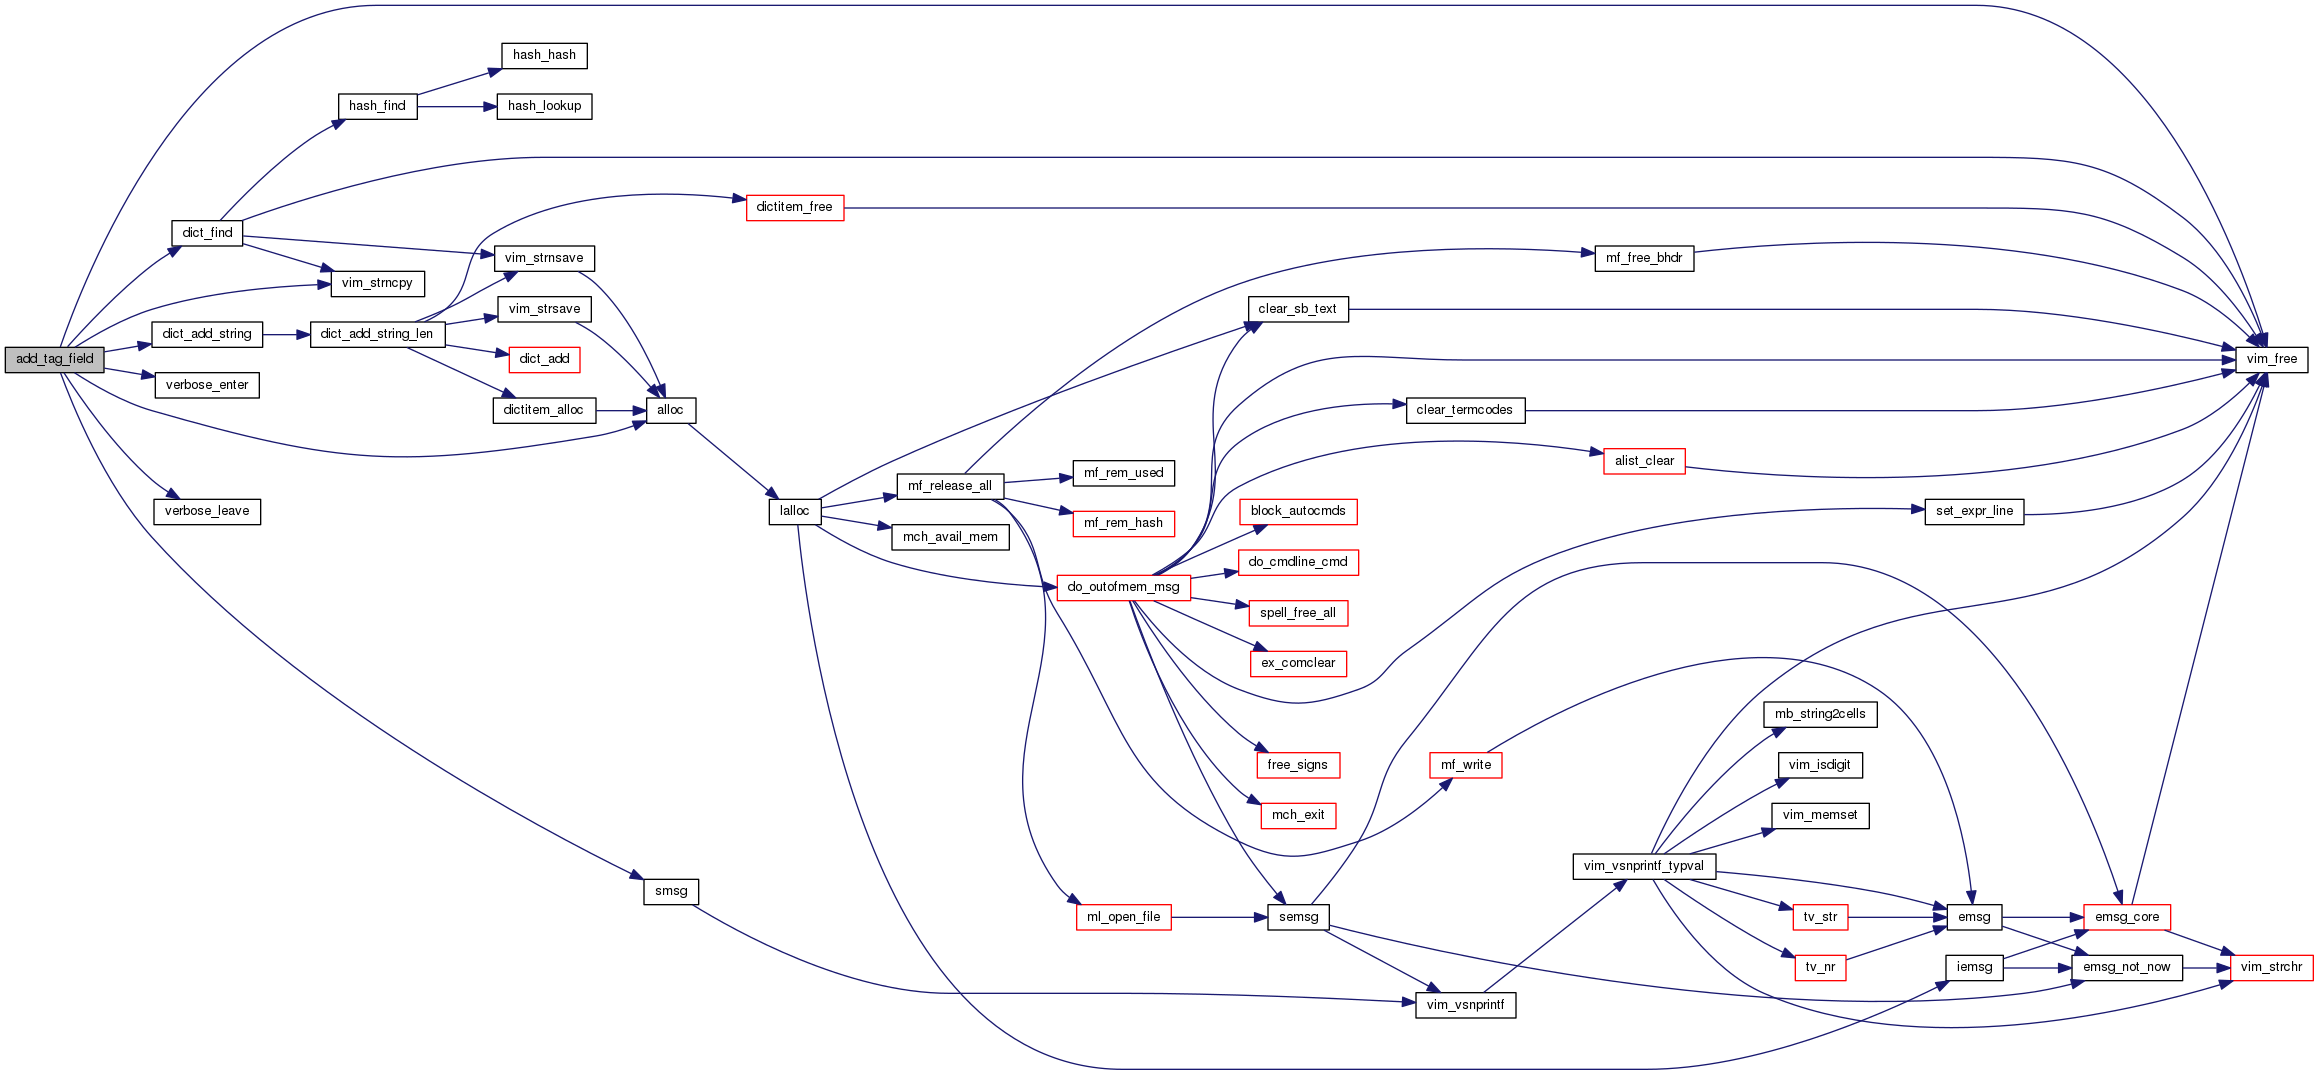 hash_hash
hash_find
hash_lookup
dictitem_free
dict_find
vim_strnsave
mf_free_bhdr
vim_strncpy
clear_sb_text
vim_strsave
dict_add_string
dict_add_string_len
add_tag_field
dict_add
vim_free
verbose_enter
dictitem_alloc
alloc
clear_termcodes
alist_clear
mf_rem_used
mf_release_all
verbose_leave
lalloc
block_autocmds
set_expr_line
mf_rem_hash
mch_avail_mem
do_cmdline_cmd
do_outofmem_msg
spell_free_all
ex_comclear
mb_string2cells
free_signs
mf_write
vim_isdigit
mch_exit
vim_memset
vim_vsnprintf_typval
smsg
ml_open_file
semsg
tv_str
emsg
emsg_core
tv_nr
iemsg
emsg_not_now
vim_strchr
vim_vsnprintf